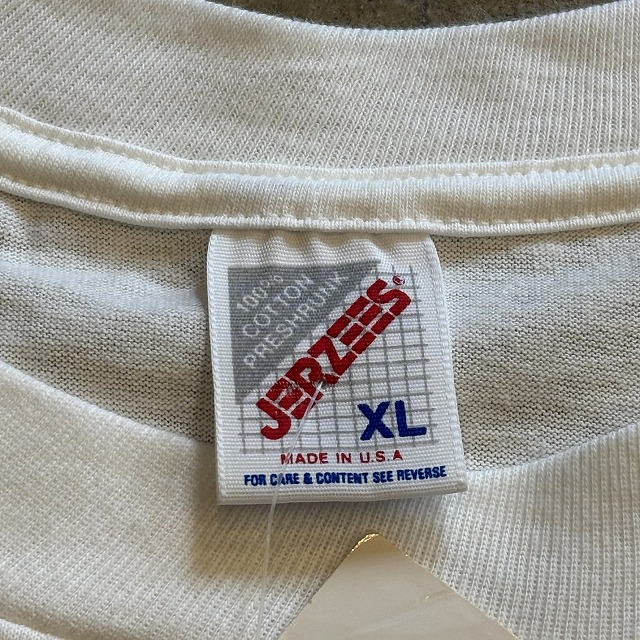 100%
COTTON
PRESHRUNK
JERZEES®
XL
MADE IN U.S.A
FOR CARE & CONTENT SEE REVERSE